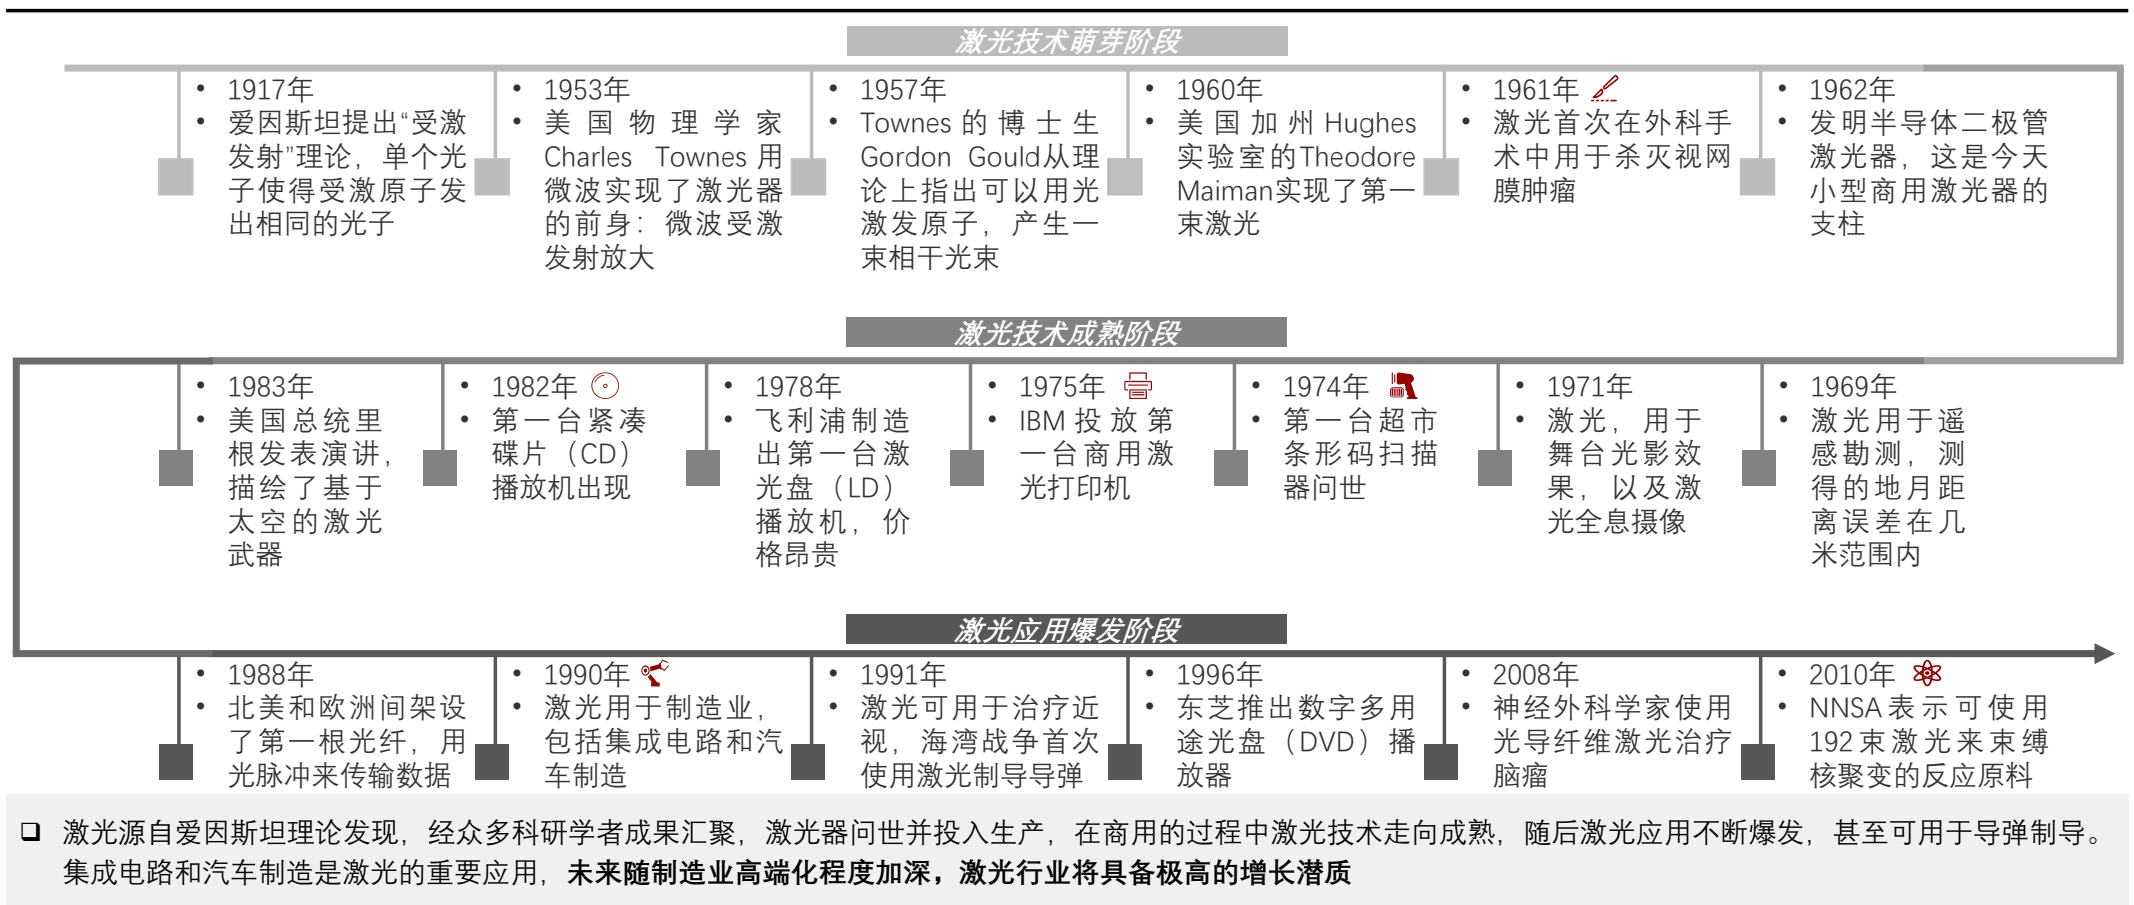 激光技术萌芽阶段
• 1917年
• 爱因斯坦提出“受激
发射”理论，单个光
子使得受激原子发
出相同的光子
• 1953年
• 美国物理学家
Charles Townes用
微波实现了激光器
的前身：微波受激
发射放大
• 1957年
• Townes的博士生
Gordon Gould从理
论上指出可以用光
激发原子，产生一
束相干光束
• 1960年
• 美国加州Hughes
实验室的Theodore
Maiman实现了第一
束激光
• 1961年
• 激光首次在外科手
术中用于杀灭视网
膜肿瘤
• 1962年
• 发明半导体二极管
激光器，这是今天
小型商用激光器的
支柱
激光技术成熟阶段
• 1983年
• 美国总统里
根发表演讲，
描绘了基于
太空的激光
武器
• 1982年
• 第一台紧凑
碟片（CD）
播放机出现
• 1978年
• 飞利浦制造
出第一台激
光盘（LD）
播放机，价
格昂贵
• 1975年
• IBM投放第
一台商用激
光打印机
• 1974年
• 第一台超市
条形码扫描
器问世
• 1971年
• 激光，用于
舞台光影效
果，以及激
光全息摄像
• 1969年
• 激光用于遥
感勘测，测
得的地月距
离误差在几
米范围内
激光应用爆发阶段
• 1988年
• 北美和欧洲间架设
了第一根光纤，用
光脉冲来传输数据
• 1990年
• 激光用于制造业，
包括集成电路和汽
车制造
• 1991年
• 激光可用于治疗近
视，海湾战争首次
使用激光制导导弹
• 1996年
• 东芝推出数字多用
途光盘（DVD）播
放器
• 2008年
• 神经外科学家使用
光导纤维激光治疗
脑瘤
• 2010年
• NNSA表示可使用
192束激光来束缚
核聚变的反应原料
❑ 激光源自爱因斯坦理论发现，经众多科研学者成果汇聚，激光器问世并投入生产，在商用的过程中激光技术走向成熟，随后激光应用不断爆发，甚至可用于导弹制导。
集成电路和汽车制造是激光的重要应用，未来随制造业高端化程度加深，激光行业将具备极高的增长潜质